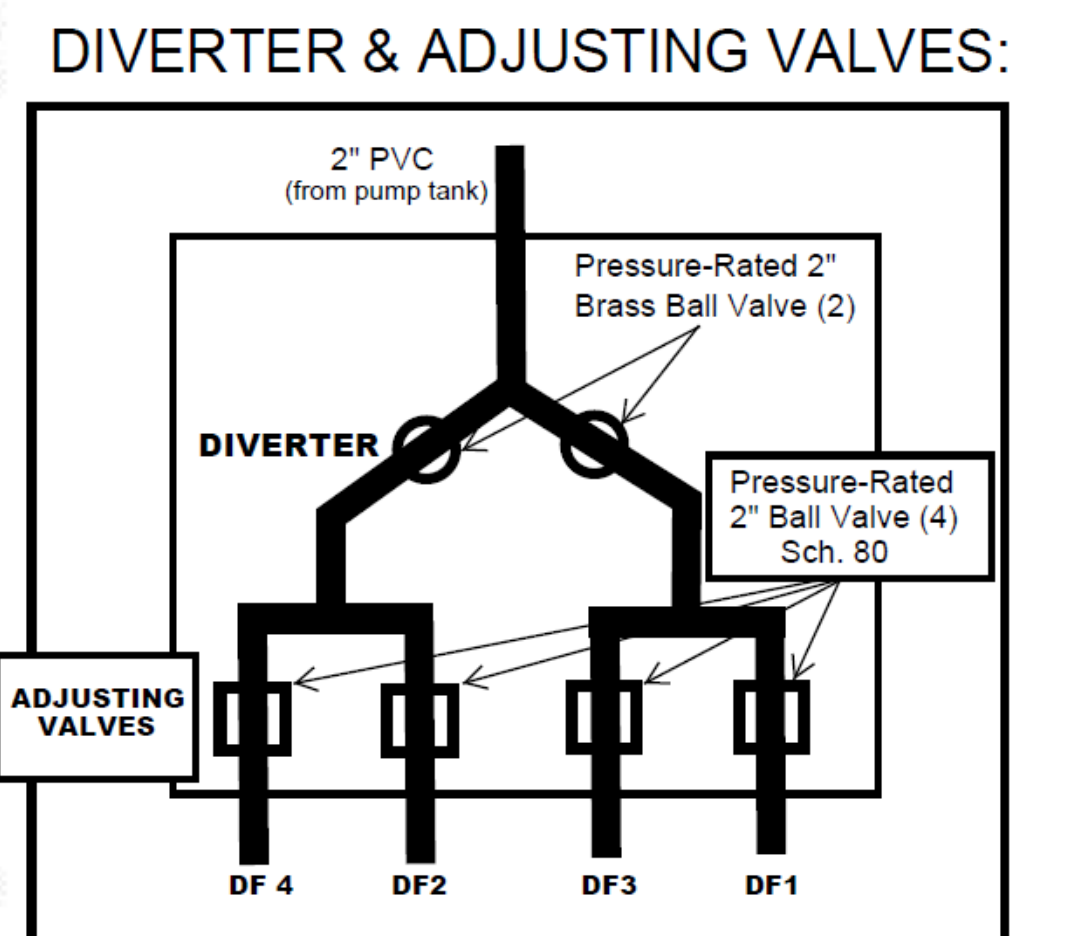 DIVERTER & ADJUSTING VALVES:
2" PVC
(from pump tank)
Pressure-Rated 2"
Brass Ball Valve (2)
DIVERTER
Pressure-Rated
2" Ball Valve (4)
Sch. 80
ADJUSTING
VALVES
DF 4
DF2
DF3
DF1